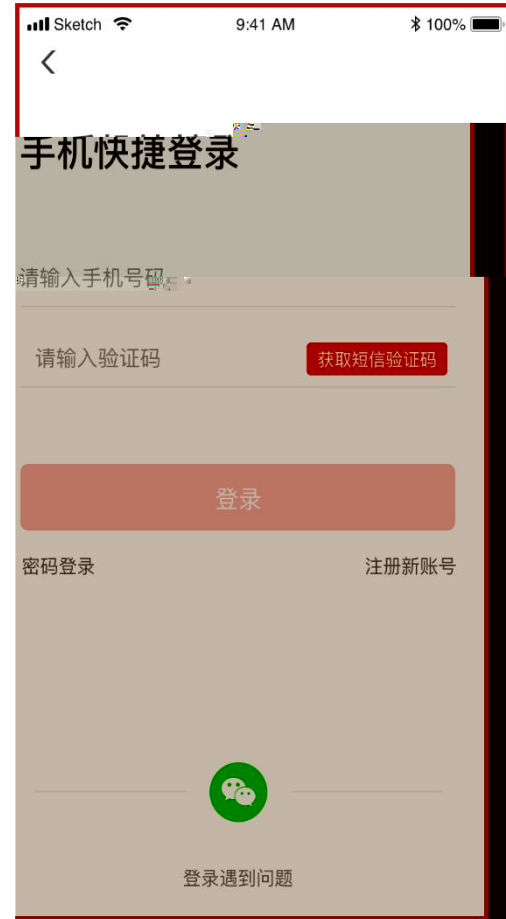 Sketch 9:41 AM 100%
手机快捷登录
请输入手机号码
请输入验证码 获取短信验证码
登录
密码登录 注册新账号
登录遇到问题